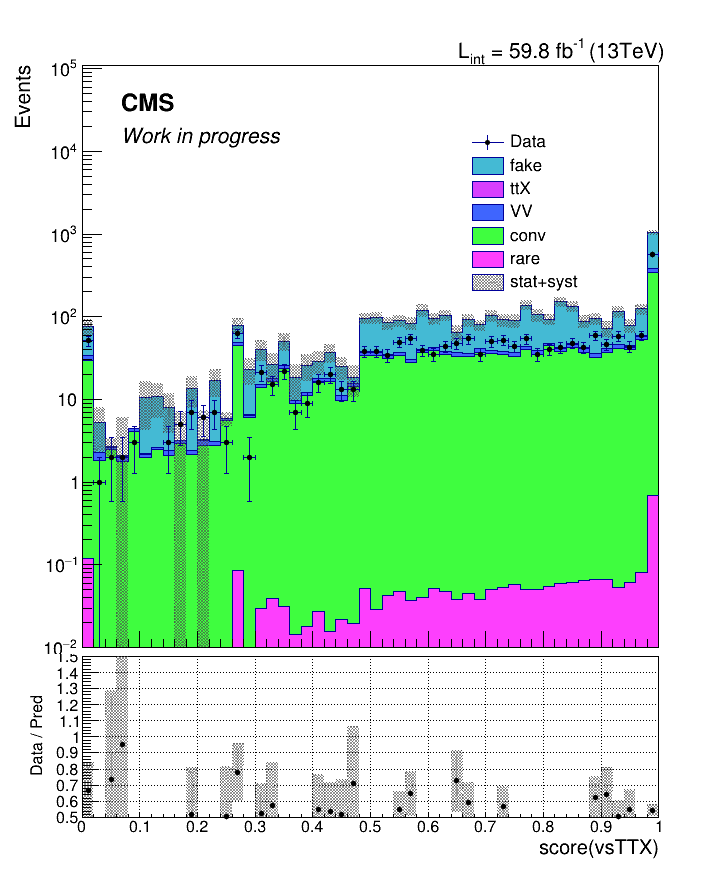 L_int = 59.8 fb^-1 (13TeV)
Events
CMS
Work in progress
Data
fake
ttX
VV
conv
rare
stat+syst
10^5
10^4
10^3
10^2
10
1
10^−1
10^−2
Data / Pred
1.5
1.4
1.3
1.2
1.1
1
0.9
0.8
0.7
0.6
0.5
0 0.1 0.2 0.3 0.4 0.5 0.6 0.7 0.8 0.9 1
score(vsTTX)